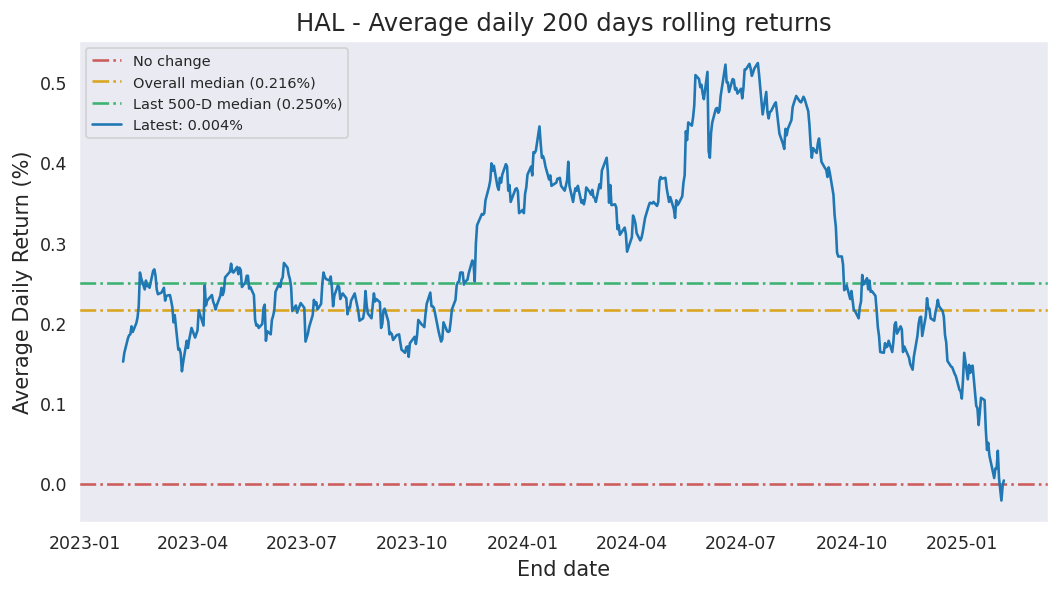 HAL - Average daily 200 days rolling returns
No change
Overall median (0.216%)
Last 500-D median (0.250%)
Latest: 0.004%
Average Daily Return (%)
0.5
0.4
0.3
0.2
0.1
0.0
2023-01 2023-04 2023-07 2023-10 2024-01 2024-04 2024-07 2024-10 2025-01
End date